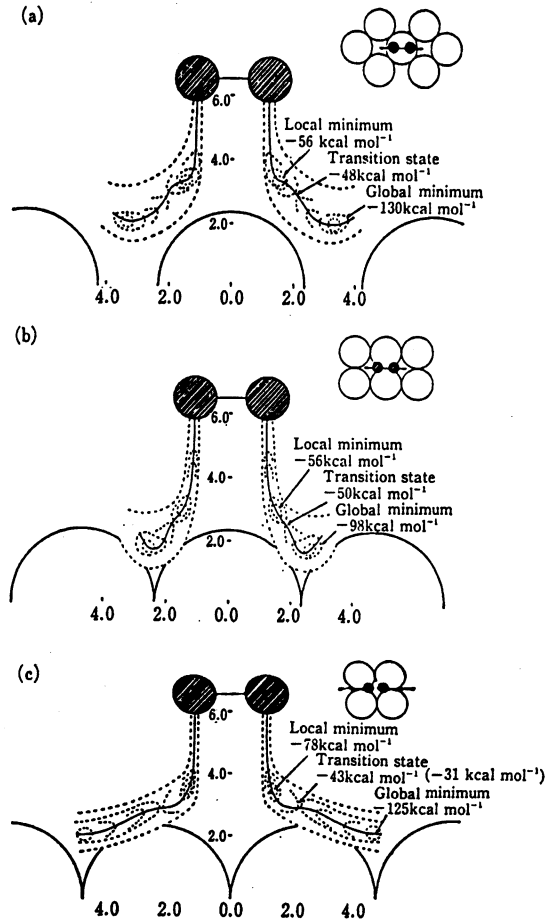 (a)
6.0
Local minimum
−56 kcal mol⁻¹
4.0
Transition state
−48kcal mol⁻¹
Global minimum
−130kcal mol⁻¹
2.0
4.0 2.0 0.0 2.0 4.0
(b)
6.0
Local minimum
−56kcal mol⁻¹
4.0
Transition state
−50kcal mol⁻¹
Global minimum
−98kcal mol⁻¹
2.0
4.0 2.0 0.0 2.0 4.0
(c)
6.0
Local minimum
−78kcal mol⁻¹
Transition state
4.0
−43kcal mol⁻¹ (−31 kcal mol⁻¹)
Global minimum
−125kcal mol⁻¹
2.0
4.0 2.0 0.0 2.0 4.0